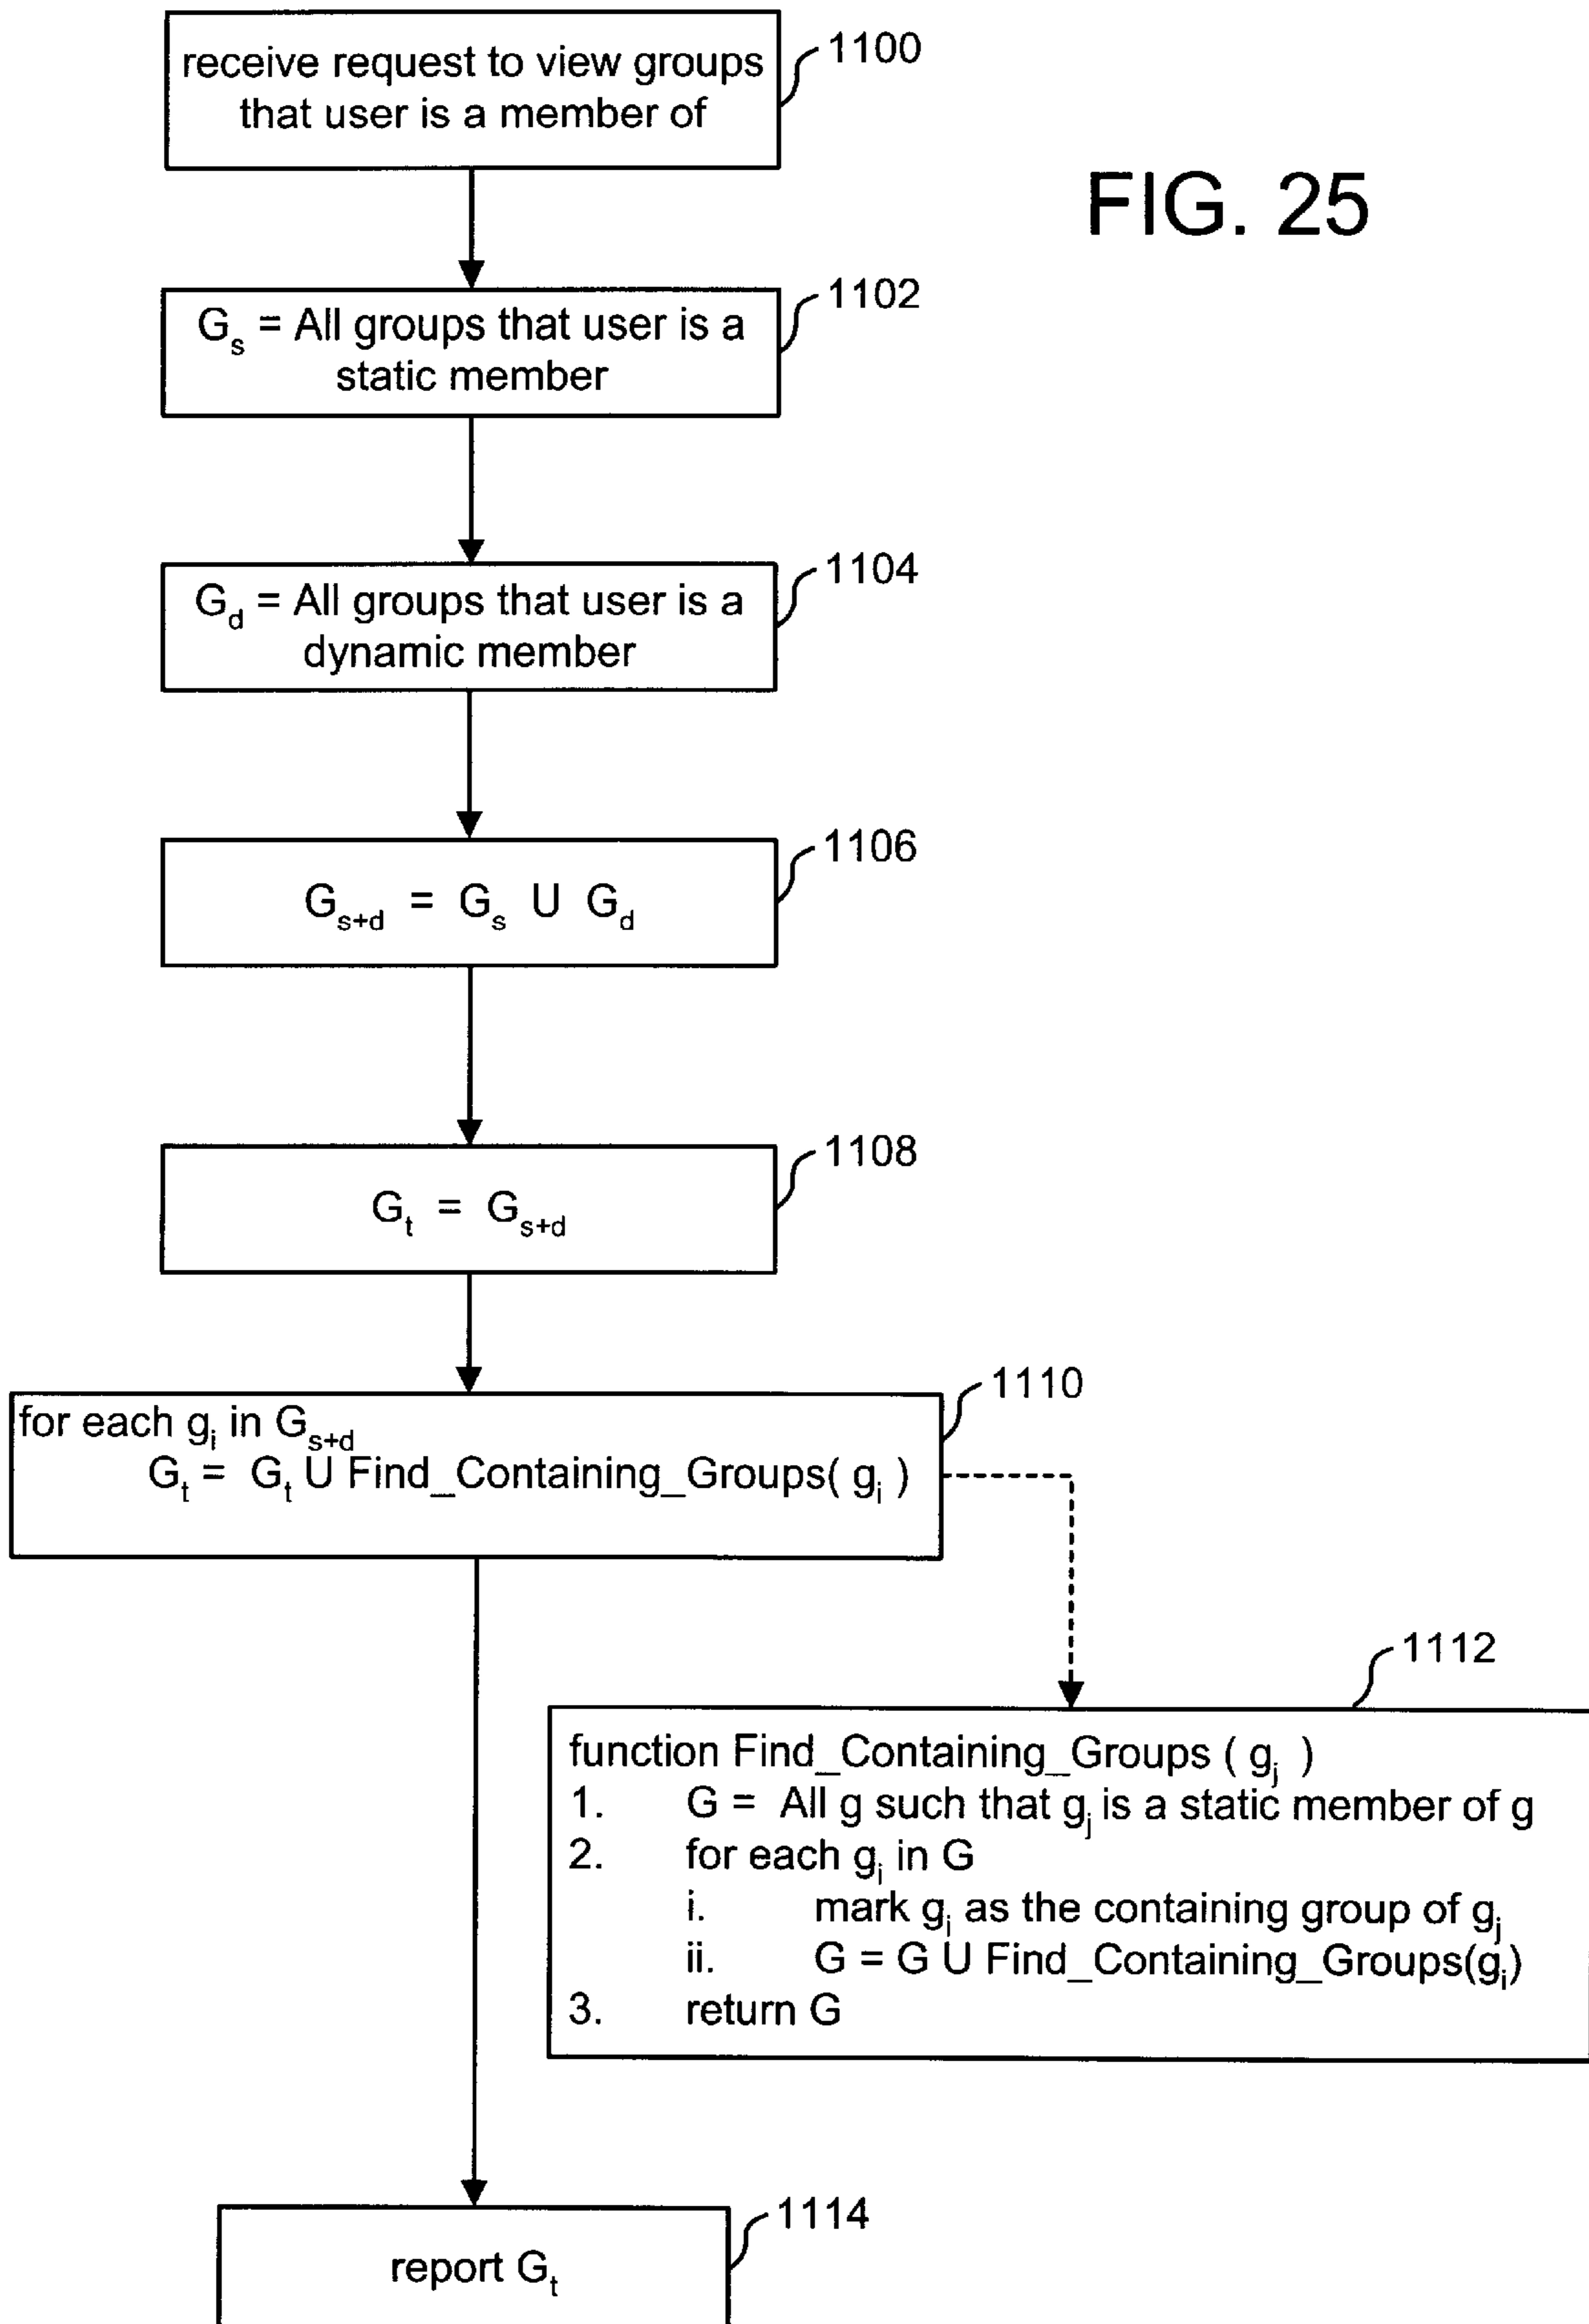 receive request to view groups
that user is a member of
1100
FIG. 25
G_s = All groups that user is a
static member
1102
G_d = All groups that user is a
dynamic member
1104
G_s+d = G_s U G_d
1106
G_t = G_s+d
1108
for each g_i in G_s+d
G_t = G_t U Find_Containing_Groups( g_i )
1110
1112
function Find_Containing_Groups ( g_j )
1. G = All g such that g_j is a static member of g
2. for each g_i in G
i. mark g_i as the containing group of g_j
ii. G = G U Find_Containing_Groups(g_i)
3. return G
report G_t
1114